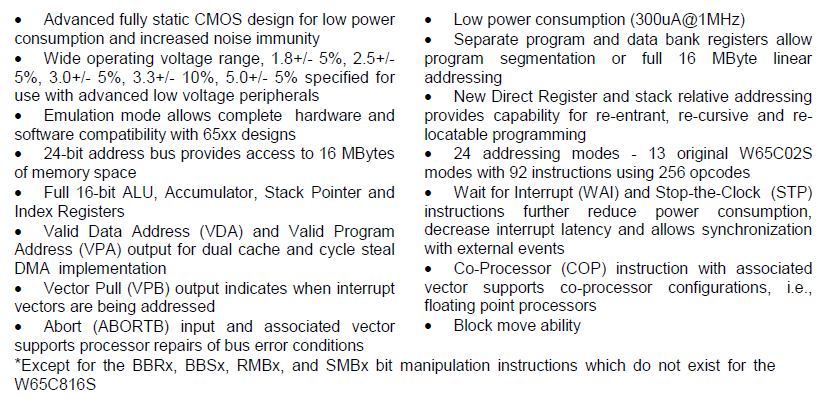 • Advanced fully static CMOS design for low power
consumption and increased noise immunity
• Wide operating voltage range, 1.8+/- 5%, 2.5+/-
5%, 3.0+/- 5%, 3.3+/- 10%, 5.0+/- 5% specified for
use with advanced low voltage peripherals
• Emulation mode allows complete hardware and
software compatibility with 65xx designs
• 24-bit address bus provides access to 16 MBytes
of memory space
• Full 16-bit ALU, Accumulator, Stack Pointer and
Index Registers
• Valid Data Address (VDA) and Valid Program
Address (VPA) output for dual cache and cycle steal
DMA implementation
• Vector Pull (VPB) output indicates when interrupt
vectors are being addressed
• Abort (ABORTB) input and associated vector
supports processor repairs of bus error conditions
• Low power consumption (300uA@1MHz)
• Separate program and data bank registers allow
program segmentation or full 16 MByte linear
addressing
• New Direct Register and stack relative addressing
provides capability for re-entrant, re-cursive and re-
locatable programming
• 24 addressing modes - 13 original W65C02S
modes with 92 instructions using 256 opcodes
• Wait for Interrupt (WAI) and Stop-the-Clock (STP)
instructions further reduce power consumption,
decrease interrupt latency and allows synchronization
with external events
• Co-Processor (COP) instruction with associated
vector supports co-processor configurations, i.e.,
floating point processors
• Block move ability
*Except for the BBRx, BBSx, RMBx, and SMBx bit manipulation instructions which do not exist for the
W65C816S